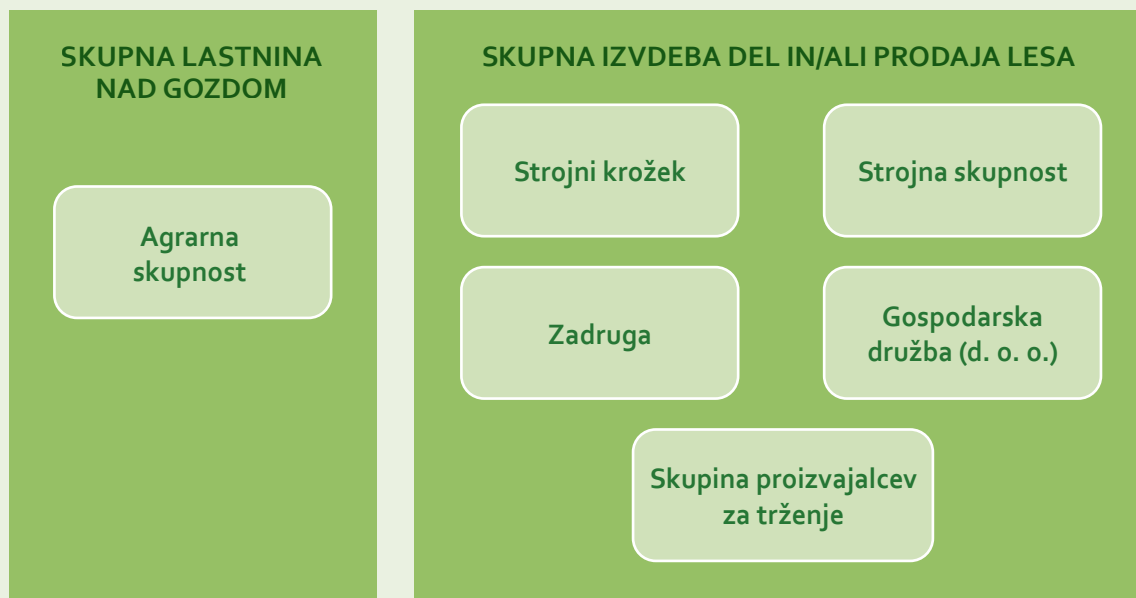 SKUPNA LASTNINA
NAD GOZDOM
Agrarna
skupnost
SKUPNA IZVDEBA DEL IN/ALI PRODAJA LESA
Strojni krožek
Strojna skupnost
Zadruga
Gospodarska
družba (d. o. o.)
Skupina proizvajalcev
za trženje